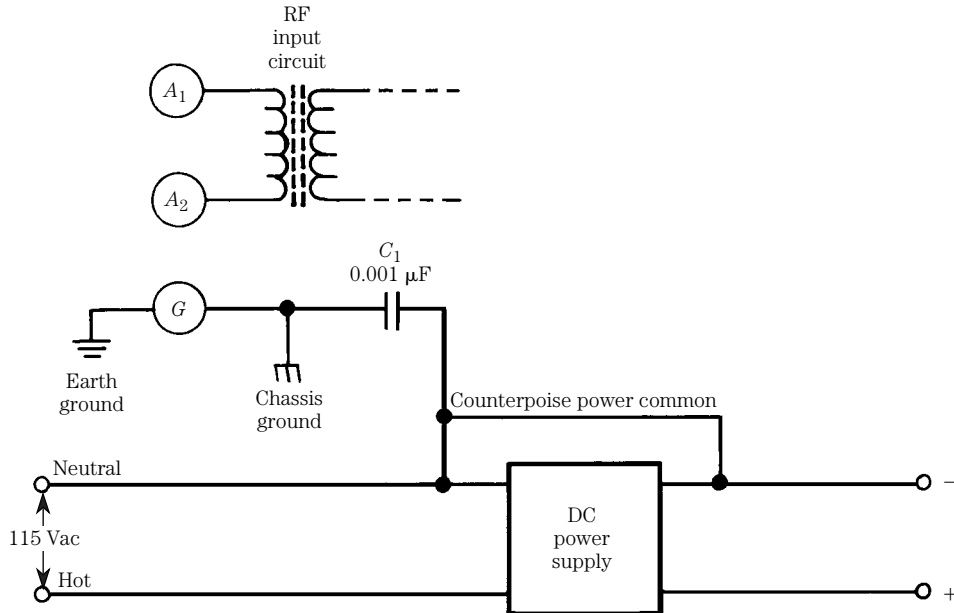 RF
input
circuit
A1
A2
C1
0.001 μF
G
Earth
ground
Chassis
ground
Counterpoise power common
Neutral
115 Vac
Hot
DC
power
supply
−
+